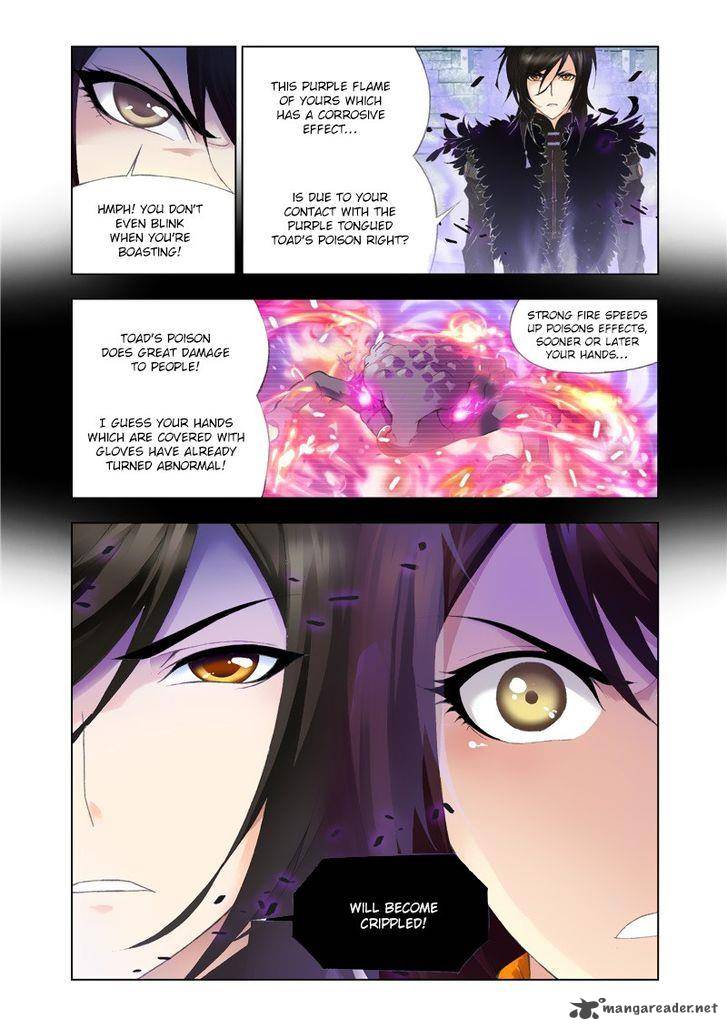 HMPH! YOU DON'T
EVEN BLINK
WHEN YOU'RE
BOASTING!
THIS PURPLE FLAME
OF YOURS WHICH
HAS A CORROSIVE
EFFECT...
IS DUE TO YOUR
CONTACT WITH THE
PURPLE TONGUED
TOAD'S POISON RIGHT?
TOAD'S POISON
DOES GREAT DAMAGE
TO PEOPLE!
I GUESS YOUR HANDS
WHICH ARE COVERED WITH
GLOVES HAVE ALREADY
TURNED ABNORMAL!
STRONG FIRE SPEEDS
UP POISONS EFFECTS,
SOONER OR LATER
YOUR HANDS...
WILL BECOME
CRIPPLED!
mangareader.net